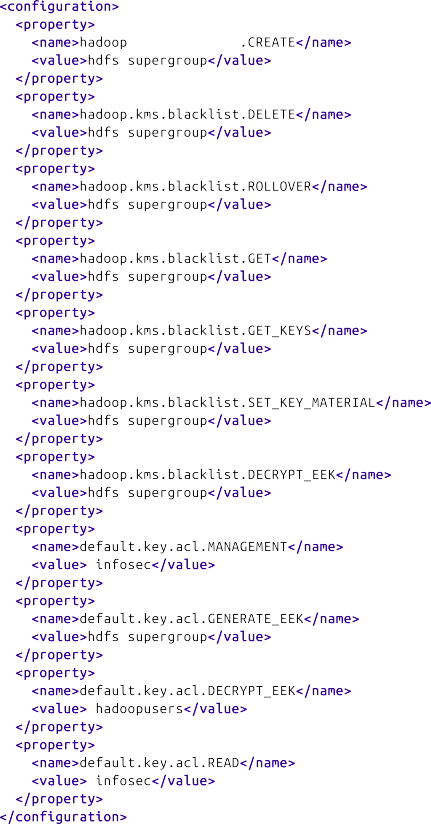 <configuration>
  <property>
    <name>hadoop .CREATE</name>
    <value>hdfs supergroup</value>
  </property>
  <property>
    <name>hadoop.kms.blacklist.DELETE</name>
    <value>hdfs supergroup</value>
  </property>
  <property>
    <name>hadoop.kms.blacklist.ROLLOVER</name>
    <value>hdfs supergroup</value>
  </property>
  <property>
    <name>hadoop.kms.blacklist.GET</name>
    <value>hdfs supergroup</value>
  </property>
  <property>
    <name>hadoop.kms.blacklist.GET_KEYS</name>
    <value>hdfs supergroup</value>
  </property>
  <property>
    <name>hadoop.kms.blacklist.SET_KEY_MATERIAL</name>
    <value>hdfs supergroup</value>
  </property>
  <property>
    <name>hadoop.kms.blacklist.DECRYPT_EEK</name>
    <value>hdfs supergroup</value>
  </property>
  <property>
    <name>default.key.acl.MANAGEMENT</name>
    <value> infosec</value>
  </property>
  <property>
    <name>default.key.acl.GENERATE_EEK</name>
    <value>hdfs supergroup</value>
  </property>
  <property>
    <name>default.key.acl.DECRYPT_EEK</name>
    <value> hadoopusers</value>
  </property>
  <property>
    <name>default.key.acl.READ</name>
    <value> infosec</value>
  </property>
</configuration>